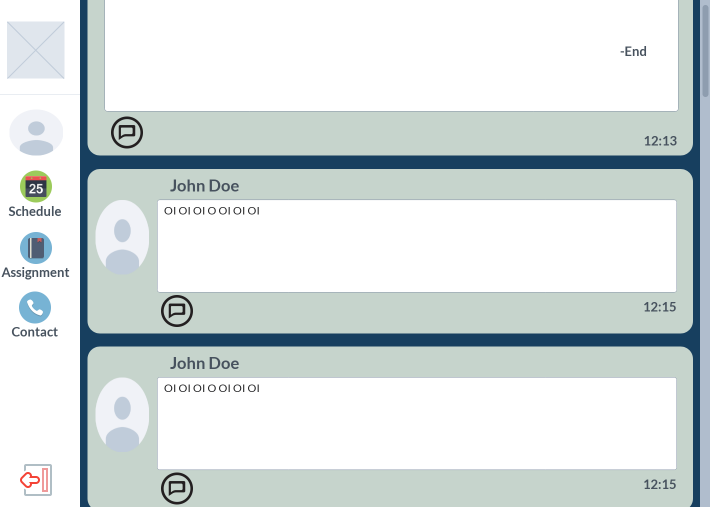 -End
12:13
25
Schedule
Assignment
Contact
John Doe
OI OI OI O OI OI OI
12:15
John Doe
OI OI OI O OI OI OI
12:15